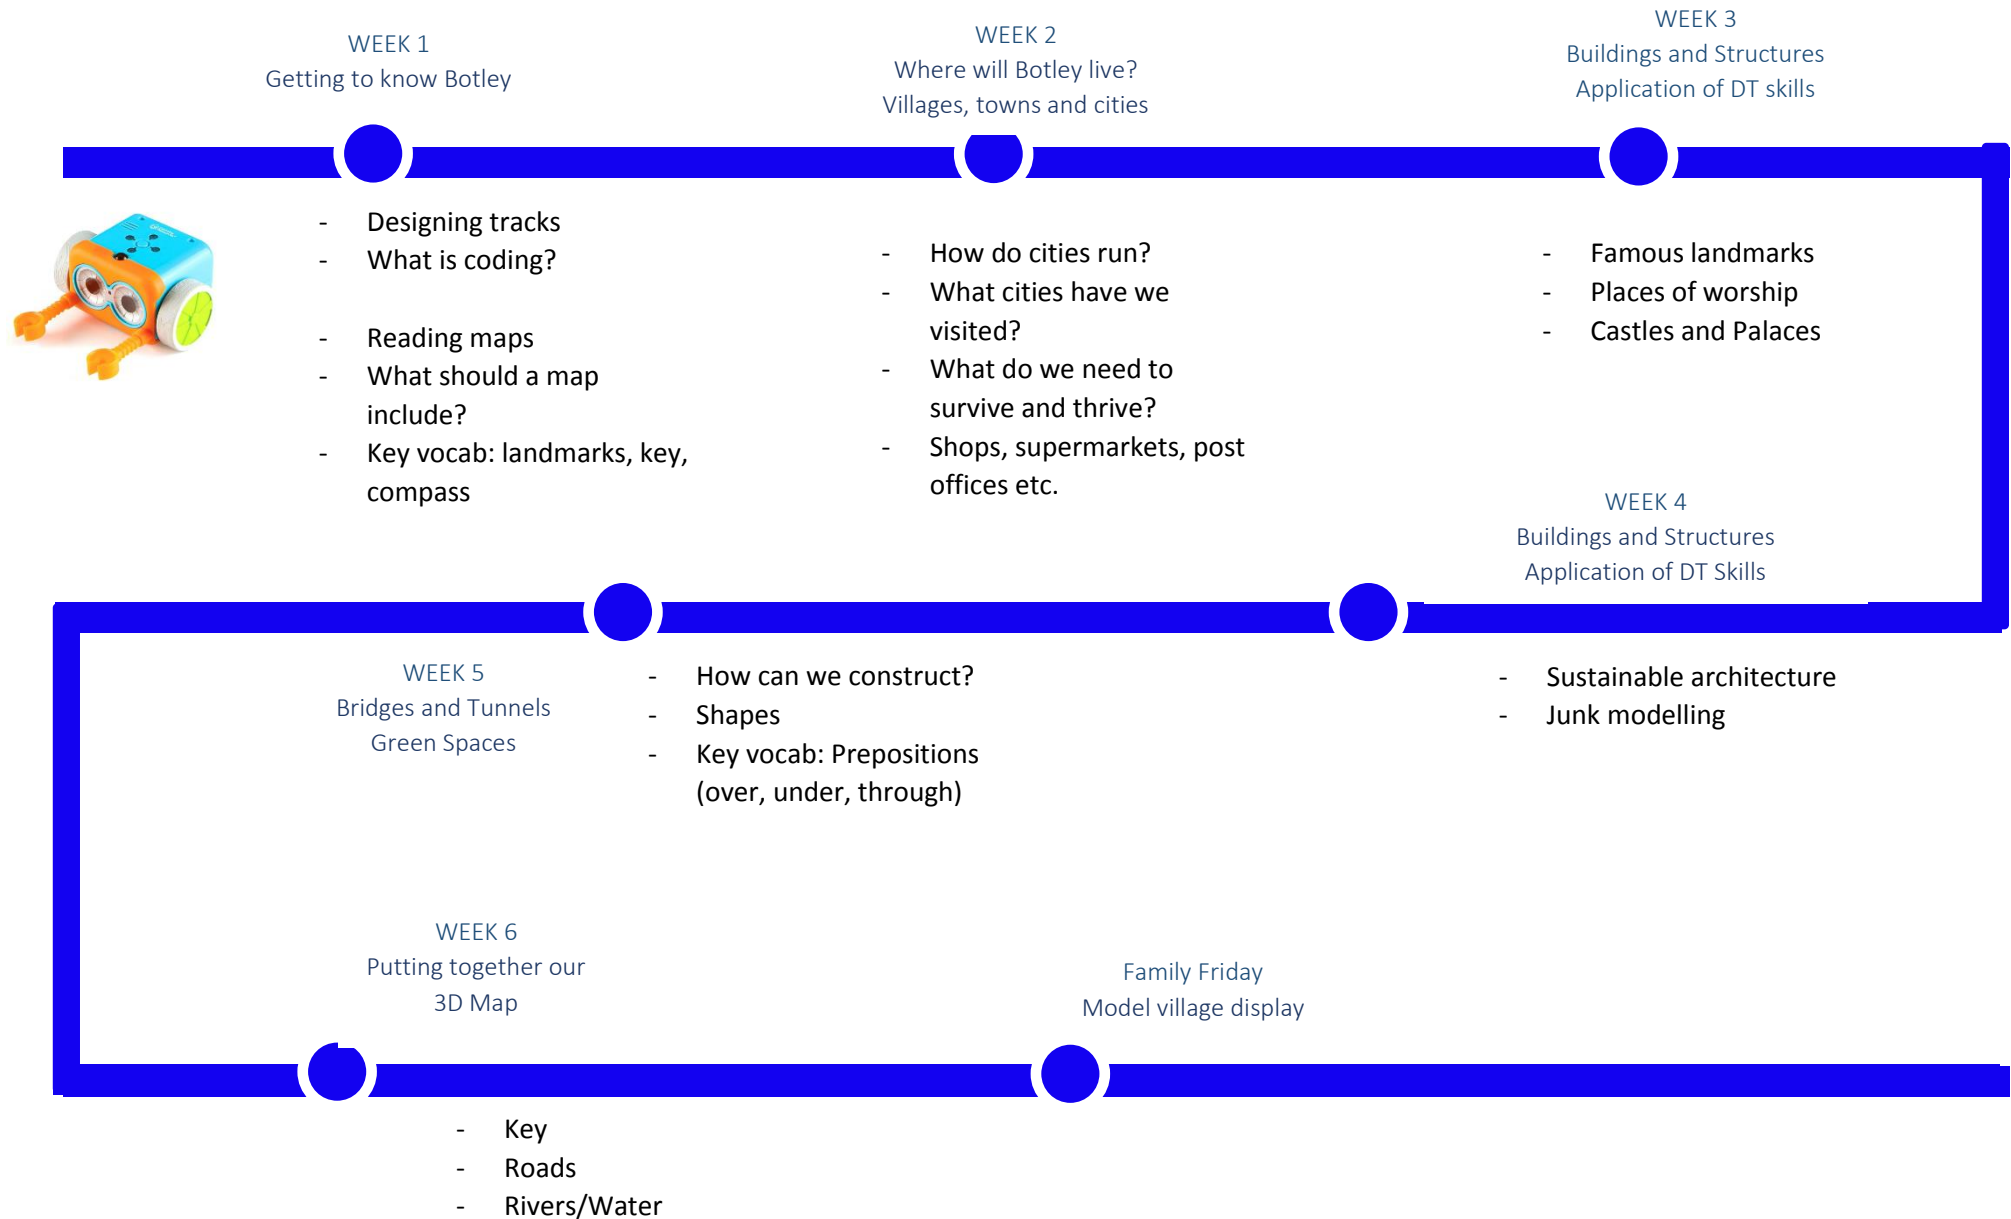 WEEK 1
Getting to know Botley
WEEK 2
Where will Botley live?
Villages, towns and cities
WEEK 3
Buildings and Structures
Application of DT skills
- Designing tracks
- What is coding?
- Reading maps
- What should a map
include?
- Key vocab: landmarks, key,
compass
- How do cities run?
- What cities have we
visited?
- What do we need to
survive and thrive?
- Shops, supermarkets, post
offices etc.
- Famous landmarks
- Places of worship
- Castles and Palaces
WEEK 4
Buildings and Structures
Application of DT Skills
- Sustainable architecture
- Junk modelling
WEEK 5
Bridges and Tunnels
Green Spaces
- How can we construct?
- Shapes
- Key vocab: Prepositions
(over, under, through)
WEEK 6
Putting together our
3D Map
Family Friday
Model village display
- Key
- Roads
- Rivers/Water